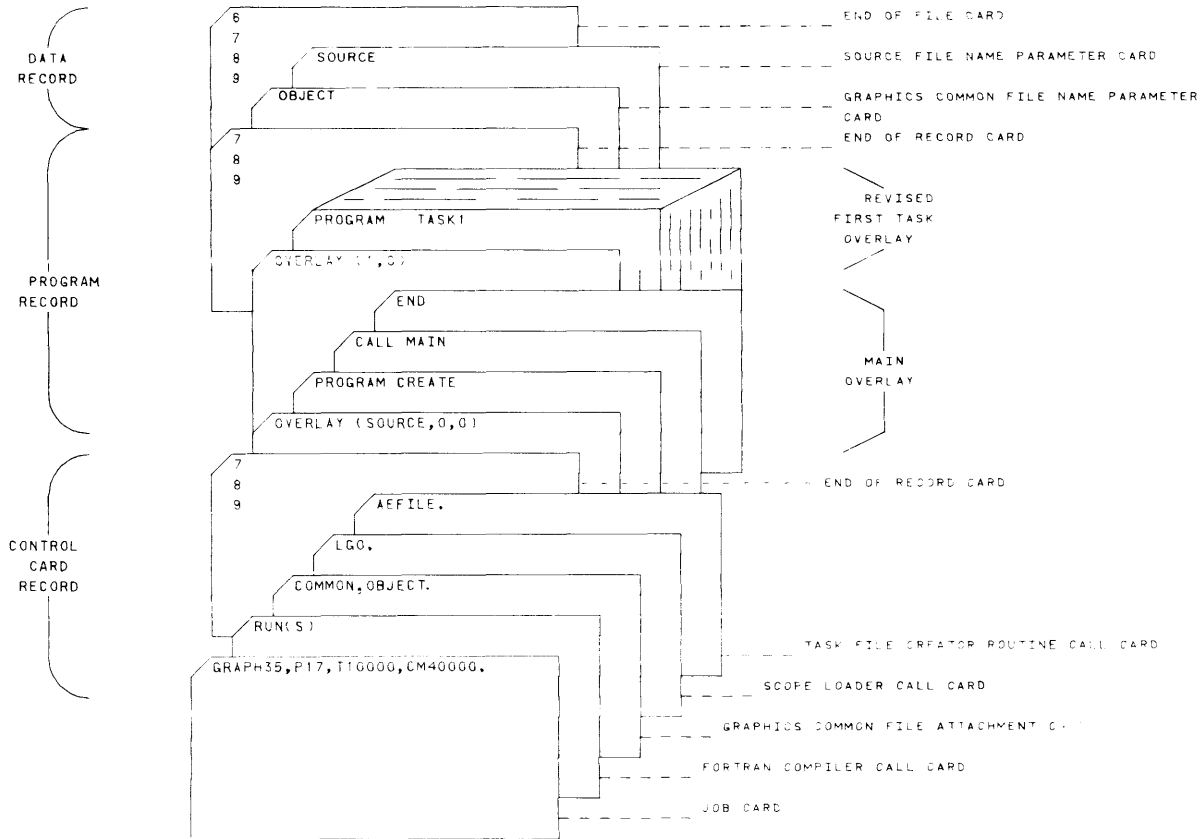 6
7
8
9
END OF FILE CARD
DATA
RECORD
SOURCE
SOURCE FILE NAME PARAMETER CARD
OBJECT
GRAPHICS COMMON FILE NAME PARAMETER
CARD
7
8
9
END OF RECORD CARD
REVISED
FIRST TASK
OVERLAY
PROGRAM TASK1
OVERLAY (1,0)
PROGRAM
RECORD
END
CALL MAIN
MAIN
OVERLAY
PROGRAM CREATE
OVERLAY (SOURCE,0,0)
7
8
9
END OF RECORD CARD
AEFILE.
CONTROL
CARD
RECORD
LGO.
COMMON,OBJECT.
RUN(S)
TASK FILE CREATOR ROUTINE CALL CARD
GRAPH35,P17,T10000,CM40000.
SCOPE LOADER CALL CARD
GRAPHICS COMMON FILE ATTACHMENT
FORTRAN COMPILER CALL CARD
JOB CARD